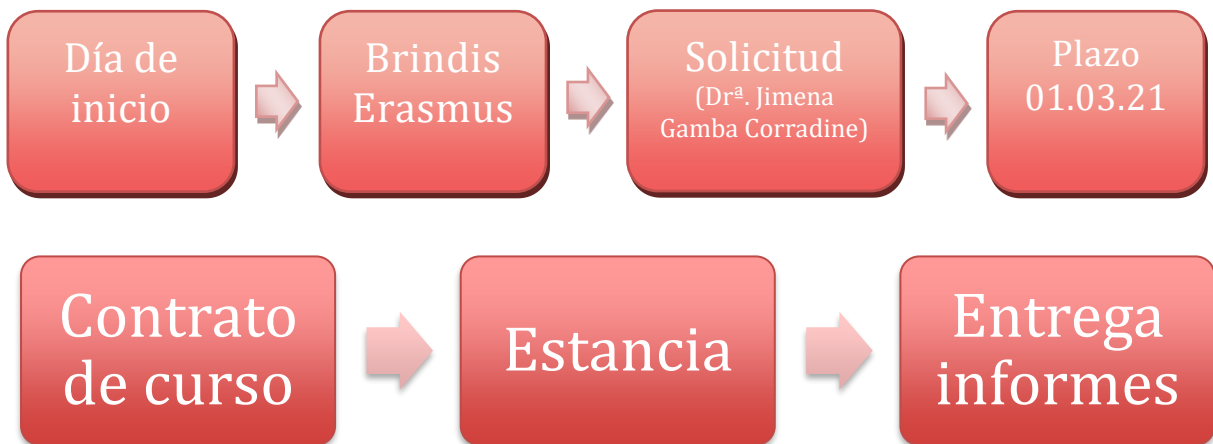 Día de
inicio
Brindis
Erasmus
Solicitud
(Drª. Jimena
Gamba Corradine)
Plazo
01.03.21
Contrato
de curso
Estancia
Entrega
informes